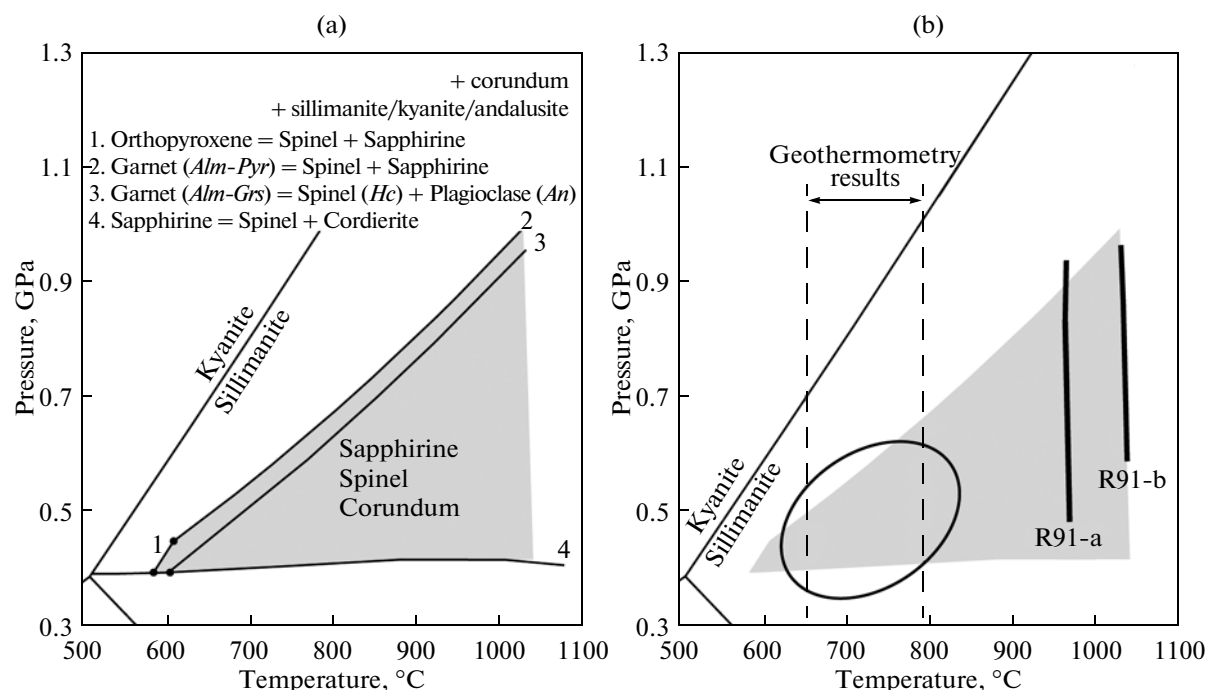 (a)
1.3
1.1
0.9
0.7
0.5
0.3
Pressure, GPa
+ corundum
+ sillimanite/kyanite/andalusite
1. Orthopyroxene = Spinel + Sapphirine
2. Garnet (Alm-Pyr) = Spinel + Sapphirine
3. Garnet (Alm-Grs) = Spinel (Hc) + Plagioclase (An)
4. Sapphirine = Spinel + Cordierite
2
3
Kyanite
Sillimanite
Sapphirine
Spinel
Corundum
1
4
500 600 700 800 900 1000 1100
Temperature, °C
(b)
1.3
1.1
0.9
0.7
0.5
0.3
Pressure, GPa
Geothermometry
results
Kyanite
Sillimanite
R91-b
R91-a
500 600 700 800 900 1000 1100
Temperature, °C